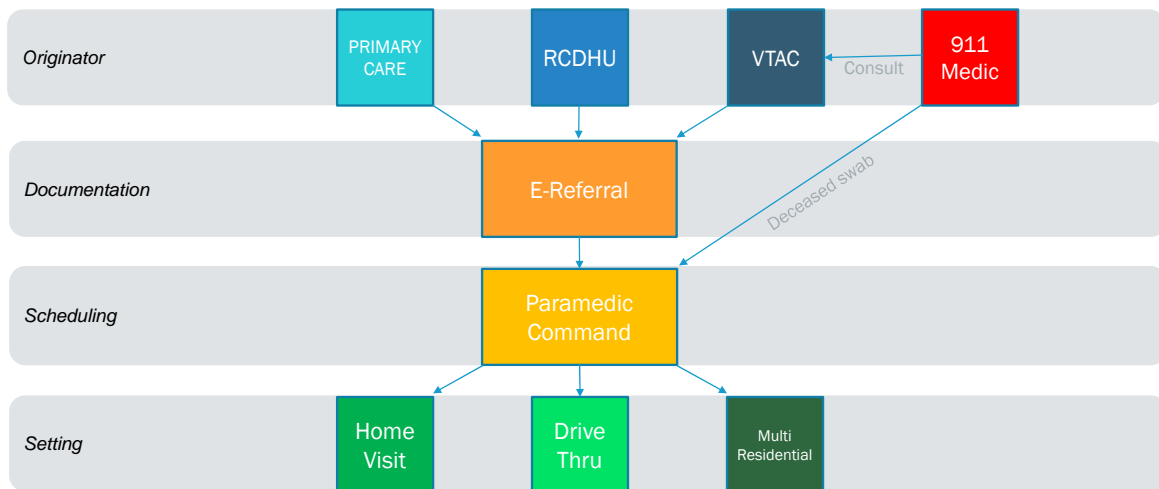 Originator
PRIMARY
CARE
RCDHU
VTAC
Consult
911
Medic
Documentation
E-Referral
Deceased swab
Scheduling
Paramedic
Command
Setting
Home
Visit
Drive
Thru
Multi
Residential